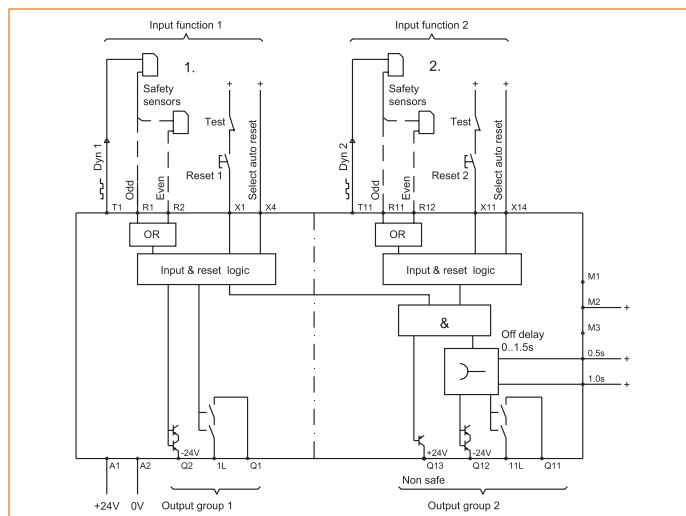 Input function 1
Input function 2
1.
2.
Safety
sensors
Safety
sensors
+
+
+
+
Test
Test
Dyn 1
Odd
Even
Reset 1
Select auto reset
Dyn 2
Odd
Even
Reset 2
Select auto reset
T1
R1
R2
X1
X4
T11
R11
R12
X11
X14
OR
OR
Input & reset logic
Input & reset logic
M1
M2
+
&
M3
Off delay
0..1.5s
0.5s
+
1.0s
+
-24V
+24V
-24V
A1
A2
Q2
1L
Q1
Q13
Q12
11L
Q11
Non safe
+24V
0V
Output group 1
Output group 2